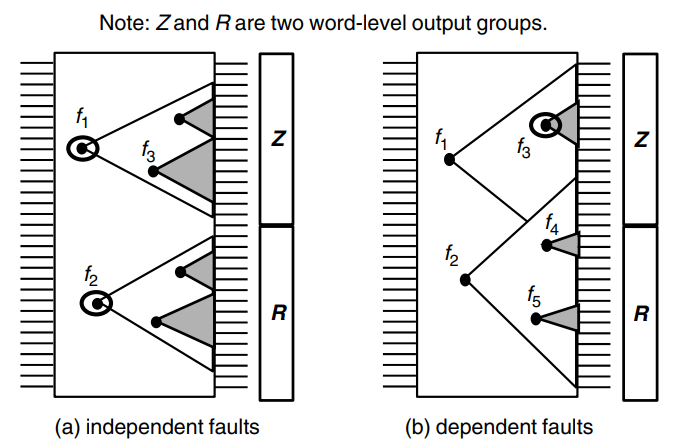 Note: Z and R are two word-level output groups.
f1
f3
Z
f2
R
(a) independent faults
f1
f3
Z
f4
f2
f5
R
(b) dependent faults